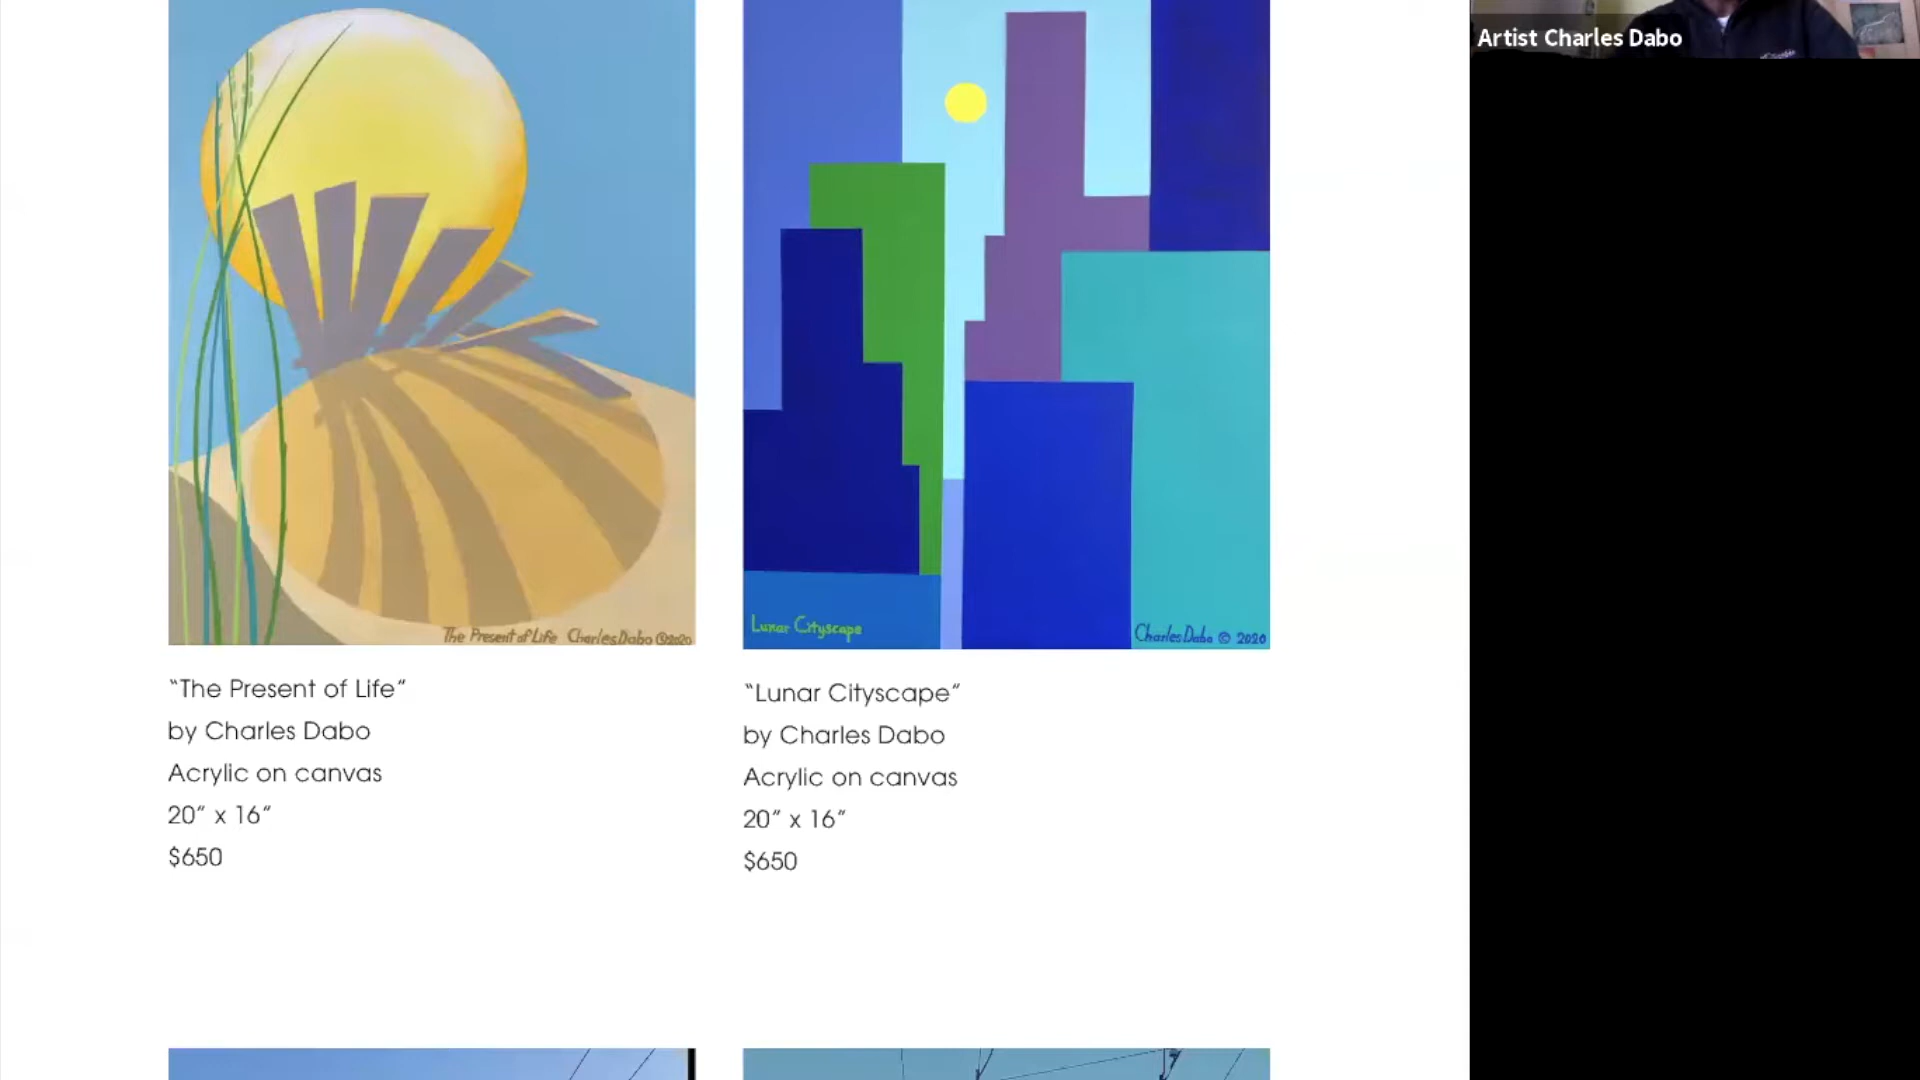 Artist Charles Dabo
The Present of Life Charles Dabo ©2020
Lunar Cityscape
Charles Dabo © 2020
“The Present of Life”
by Charles Dabo
Acrylic on canvas
20” x 16”
$650
“Lunar Cityscape”
by Charles Dabo
Acrylic on canvas
20” x 16”
$650